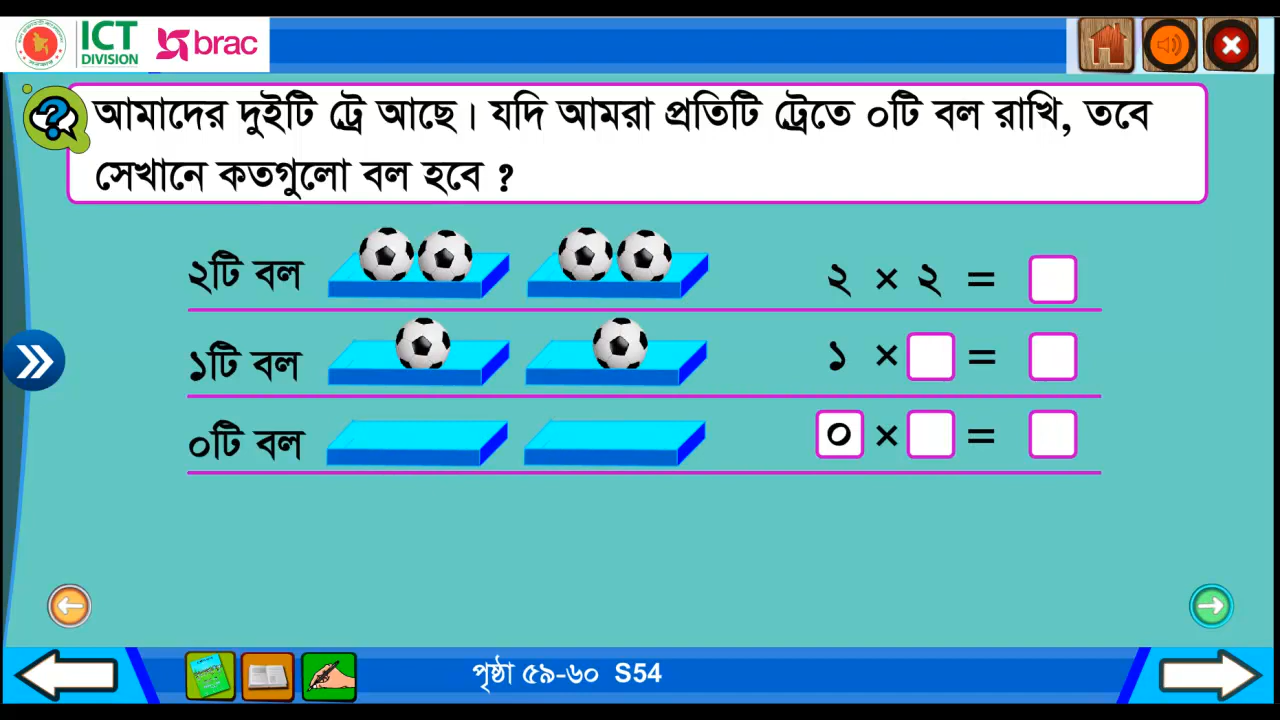 ICT
DIVISION
brac
আমাদের দুইটি ট্রে আছে। যদি আমরা প্রতিটি ট্রেতে ০টি বল রাখি, তবে
সেখানে কতগুলো বল হবে ?
২টি বল ২ × ২ =
১টি বল ১ × =
০টি বল ০ × =
পৃষ্ঠা ৫৯-৬০ S54